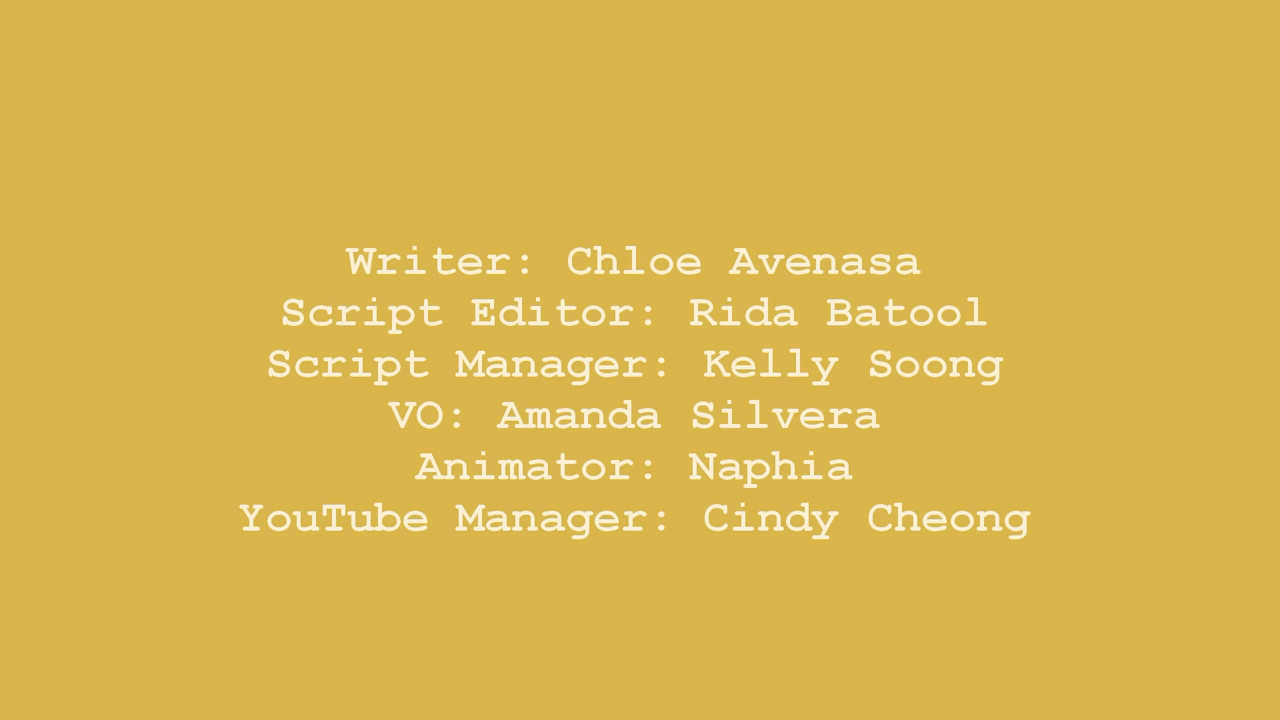 Writer: Chloe Avenasa
Script Editor: Rida Batool
Script Manager: Kelly Soong
VO: Amanda Silvera
Animator: Naphia
YouTube Manager: Cindy Cheong